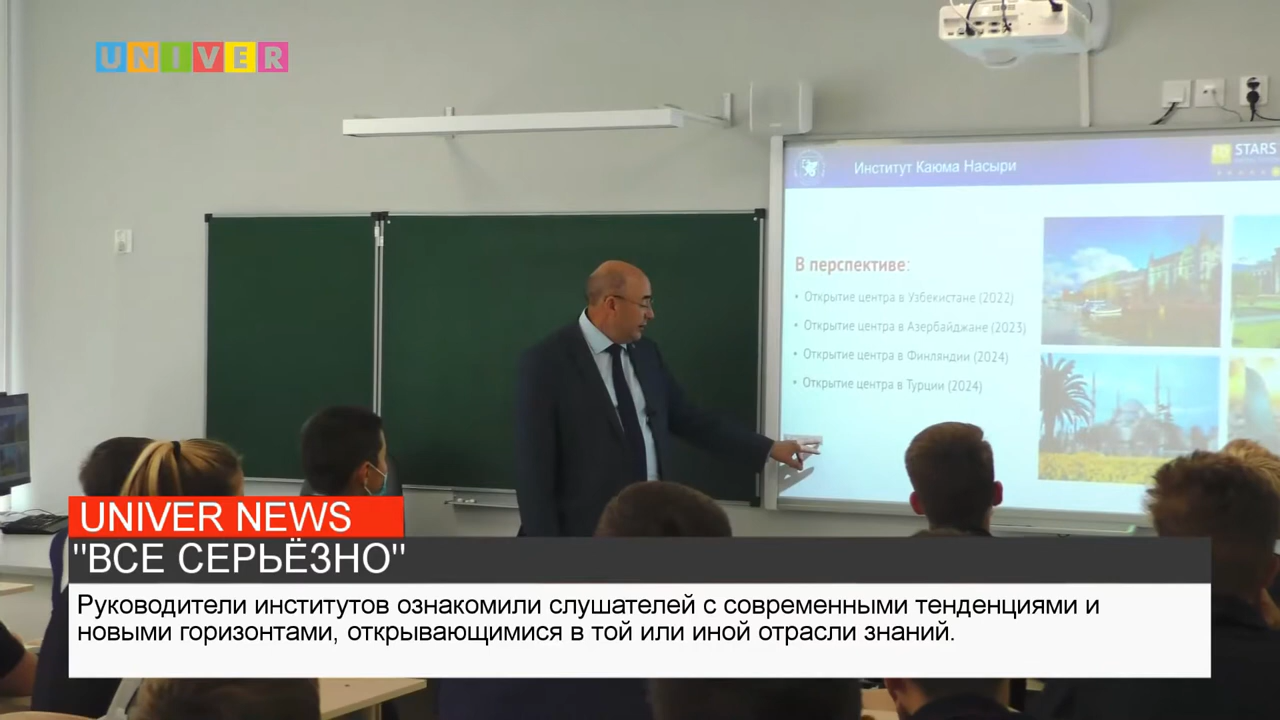 UNIVER
STARS
Институт Каюма Насыри
В перспективе:
• Открытие центра в Узбекистане (2022)
• Открытие центра в Азербайджане (2023)
• Открытие центра в Финляндии (2024)
• Открытие центра в Турции (2024)
UNIVER NEWS
"ВСЕ СЕРЬЁЗНО"
Руководители институтов ознакомили слушателей с современными тенденциями и
новыми горизонтами, открывающимися в той или иной отрасли знаний.